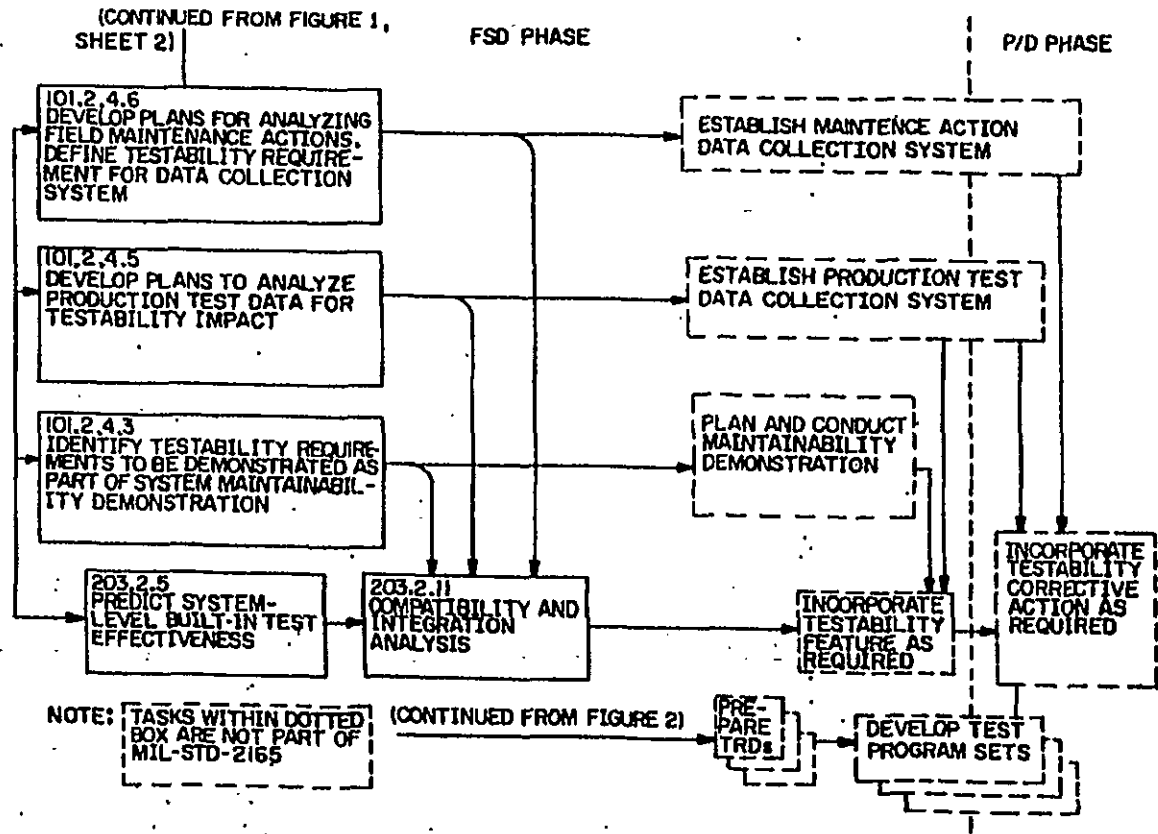 (CONTINUED FROM FIGURE 1,
SHEET 2)
FSD PHASE
P/D PHASE
101.2.4.6
DEVELOP PLANS FOR ANALYZING
FIELD MAINTENANCE ACTIONS.
DEFINE TESTABILITY REQUIRE-
MENT FOR DATA COLLECTION
SYSTEM
ESTABLISH MAINTENCE ACTION
DATA COLLECTION SYSTEM
101.2.4.5
DEVELOP PLANS TO ANALYZE
PRODUCTION TEST DATA FOR
TESTABILITY IMPACT
ESTABLISH PRODUCTION TEST
DATA COLLECTION SYSTEM
101.2.4.3
IDENTIFY TESTABILITY REQUIRE-
MENTS TO BE DEMONSTRATED AS
PART OF SYSTEM MAINTAINABIL-
ITY DEMONSTRATION
PLAN AND CONDUCT
MAINTAINABILITY
DEMONSTRATION
203.2.5
PREDICT SYSTEM-
LEVEL BUILT-IN TEST
EFFECTIVENESS
203.2.11
COMPATIBILITY AND
INTEGRATION
ANALYSIS
INCORPORATE
TESTABILITY
FEATURE AS
REQUIRED
INCORPORATE
TESTABILITY
CORRECTIVE
ACTION AS
REQUIRED
NOTE:
TASKS WITHIN DOTTED
BOX ARE NOT PART OF
MIL-STD-2165
(CONTINUED FROM FIGURE 2)
PRE-
PARE
TRDs
DEVELOP TEST
PROGRAM SETS